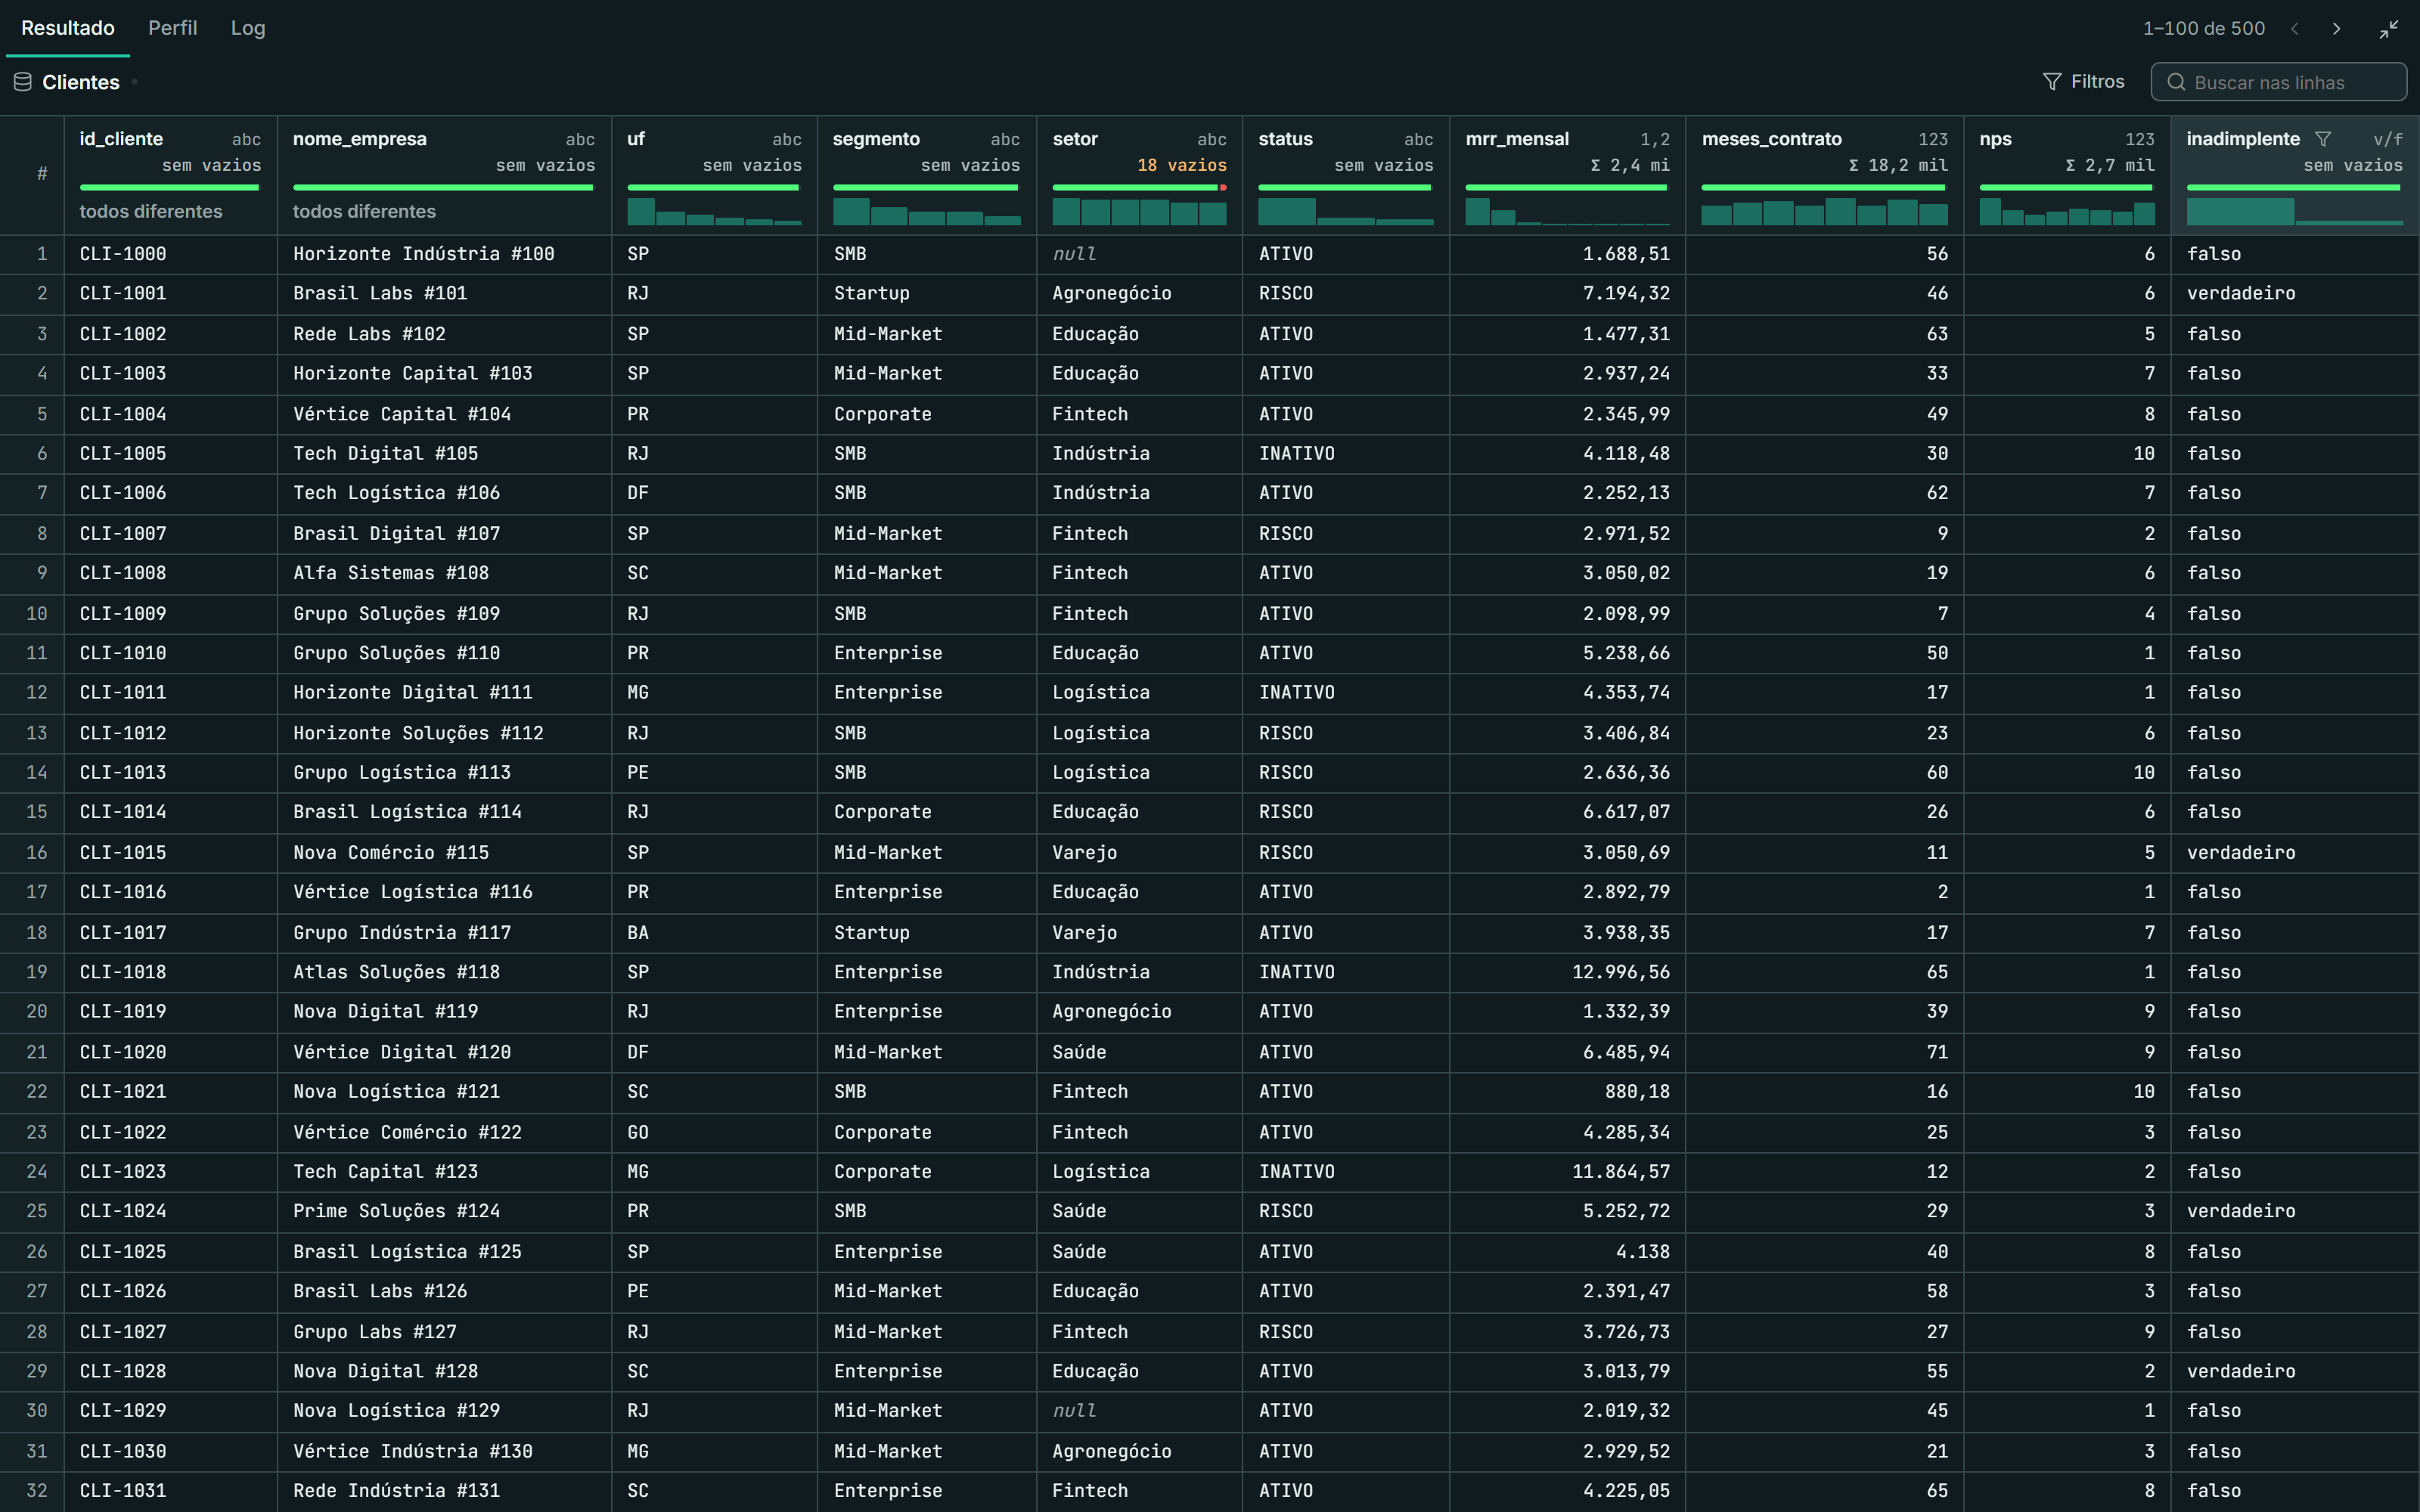 Resultado Perfil Log 1–100 de 500
Clientes Filtros Buscar nas linhas
# id_cliente abc nome_empresa abc uf abc segmento abc setor abc status abc mrr_mensal 1,2 meses_contrato 123 nps 123 inadimplente v/f
sem vazios sem vazios sem vazios sem vazios 18 vazios sem vazios Σ 2,4 mi Σ 18,2 mil Σ 2,7 mil sem vazios
todos diferentes todos diferentes
1 CLI-1000 Horizonte Indústria #100 SP SMB null ATIVO 1.688,51 56 6 falso
2 CLI-1001 Brasil Labs #101 RJ Startup Agronegócio RISCO 7.194,32 46 6 verdadeiro
3 CLI-1002 Rede Labs #102 SP Mid-Market Educação ATIVO 1.477,31 63 5 falso
4 CLI-1003 Horizonte Capital #103 SP Mid-Market Educação ATIVO 2.937,24 33 7 falso
5 CLI-1004 Vértice Capital #104 PR Corporate Fintech ATIVO 2.345,99 49 8 falso
6 CLI-1005 Tech Digital #105 RJ SMB Indústria INATIVO 4.118,48 30 10 falso
7 CLI-1006 Tech Logística #106 DF SMB Indústria ATIVO 2.252,13 62 7 falso
8 CLI-1007 Brasil Digital #107 SP Mid-Market Fintech RISCO 2.971,52 9 2 falso
9 CLI-1008 Alfa Sistemas #108 SC Mid-Market Fintech ATIVO 3.050,02 19 6 falso
10 CLI-1009 Grupo Soluções #109 RJ SMB Fintech ATIVO 2.098,99 7 4 falso
11 CLI-1010 Grupo Soluções #110 PR Enterprise Educação ATIVO 5.238,66 50 1 falso
12 CLI-1011 Horizonte Digital #111 MG Enterprise Logística INATIVO 4.353,74 17 1 falso
13 CLI-1012 Horizonte Soluções #112 RJ SMB Logística RISCO 3.406,84 23 6 falso
14 CLI-1013 Grupo Logística #113 PE SMB Logística RISCO 2.636,36 60 10 falso
15 CLI-1014 Brasil Logística #114 RJ Corporate Educação RISCO 6.617,07 26 6 falso
16 CLI-1015 Nova Comércio #115 SP Mid-Market Varejo RISCO 3.050,69 11 5 verdadeiro
17 CLI-1016 Vértice Logística #116 PR Enterprise Educação ATIVO 2.892,79 2 1 falso
18 CLI-1017 Grupo Indústria #117 BA Startup Varejo ATIVO 3.938,35 17 7 falso
19 CLI-1018 Atlas Soluções #118 SP Enterprise Indústria INATIVO 12.996,56 65 1 falso
20 CLI-1019 Nova Digital #119 RJ Enterprise Agronegócio ATIVO 1.332,39 39 9 falso
21 CLI-1020 Vértice Digital #120 DF Mid-Market Saúde ATIVO 6.485,94 71 9 falso
22 CLI-1021 Nova Logística #121 SC SMB Fintech ATIVO 880,18 16 10 falso
23 CLI-1022 Vértice Comércio #122 GO Corporate Fintech ATIVO 4.285,34 25 3 falso
24 CLI-1023 Tech Capital #123 MG Corporate Logística INATIVO 11.864,57 12 2 falso
25 CLI-1024 Prime Soluções #124 PR SMB Saúde RISCO 5.252,72 29 3 verdadeiro
26 CLI-1025 Brasil Logística #125 SP Enterprise Saúde ATIVO 4.138 40 8 falso
27 CLI-1026 Brasil Labs #126 PE Mid-Market Educação ATIVO 2.391,47 58 3 falso
28 CLI-1027 Grupo Labs #127 RJ Mid-Market Fintech RISCO 3.726,73 27 9 falso
29 CLI-1028 Nova Digital #128 SC Enterprise Educação ATIVO 3.013,79 55 2 verdadeiro
30 CLI-1029 Nova Logística #129 RJ Mid-Market null ATIVO 2.019,32 45 1 falso
31 CLI-1030 Vértice Indústria #130 MG Mid-Market Agronegócio ATIVO 2.929,52 21 3 falso
32 CLI-1031 Rede Indústria #131 SC Enterprise Fintech ATIVO 4.225,05 65 8 falso